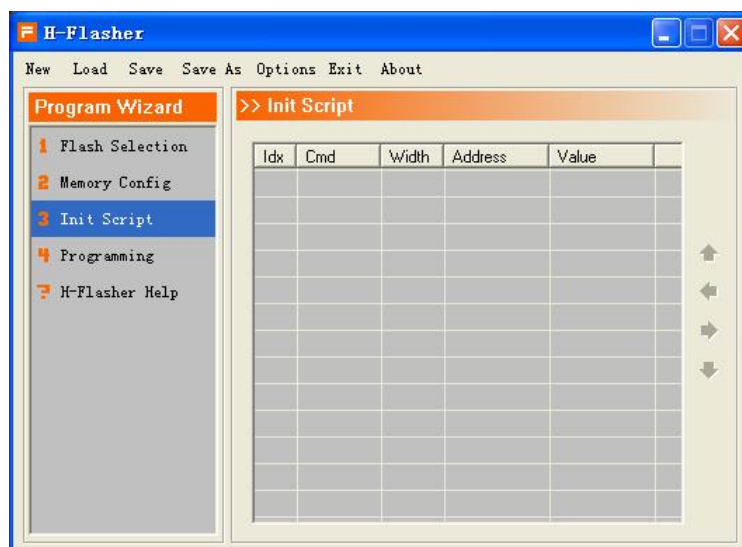 H-Flasher
New Load Save Save As Options Exit About
Program Wizard
1 Flash Selection
2 Memory Config
3 Init Script
4 Programming
? H-Flasher Help
>> Init Script
Idx Cmd Width Address Value